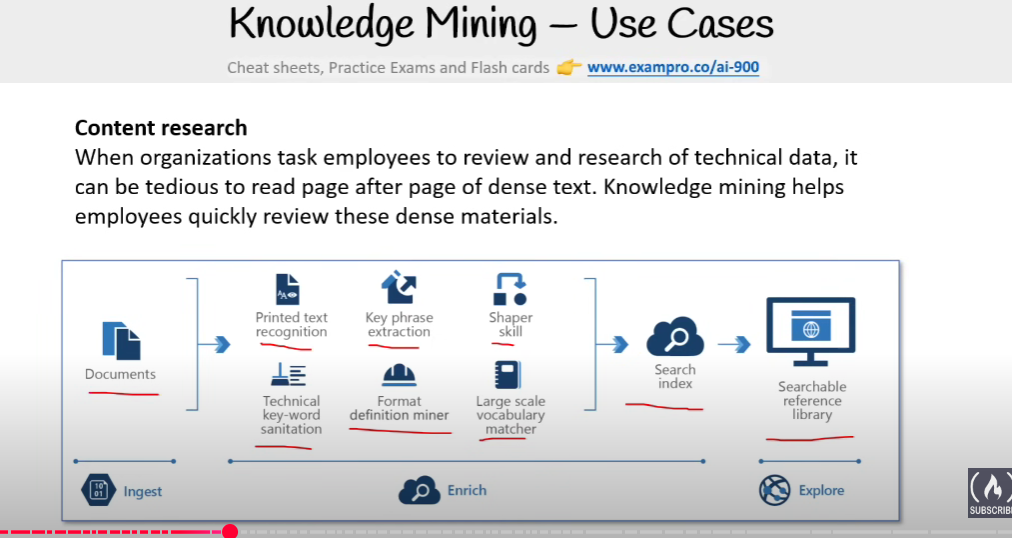 Knowledge Mining – Use Cases
Cheat sheets, Practice Exams and Flash cards 👉 www.exampro.co/ai-900
Content research
When organizations task employees to review and research of technical data, it
can be tedious to read page after page of dense text. Knowledge mining helps
employees quickly review these dense materials.
Documents
Printed text
recognition
Key phrase
extraction
Shaper
skill
Technical
key-word
sanitation
Format
definition miner
Large scale
vocabulary
matcher
Search
index
Searchable
reference
library
Ingest
Enrich
Explore
SUBSCRIBE